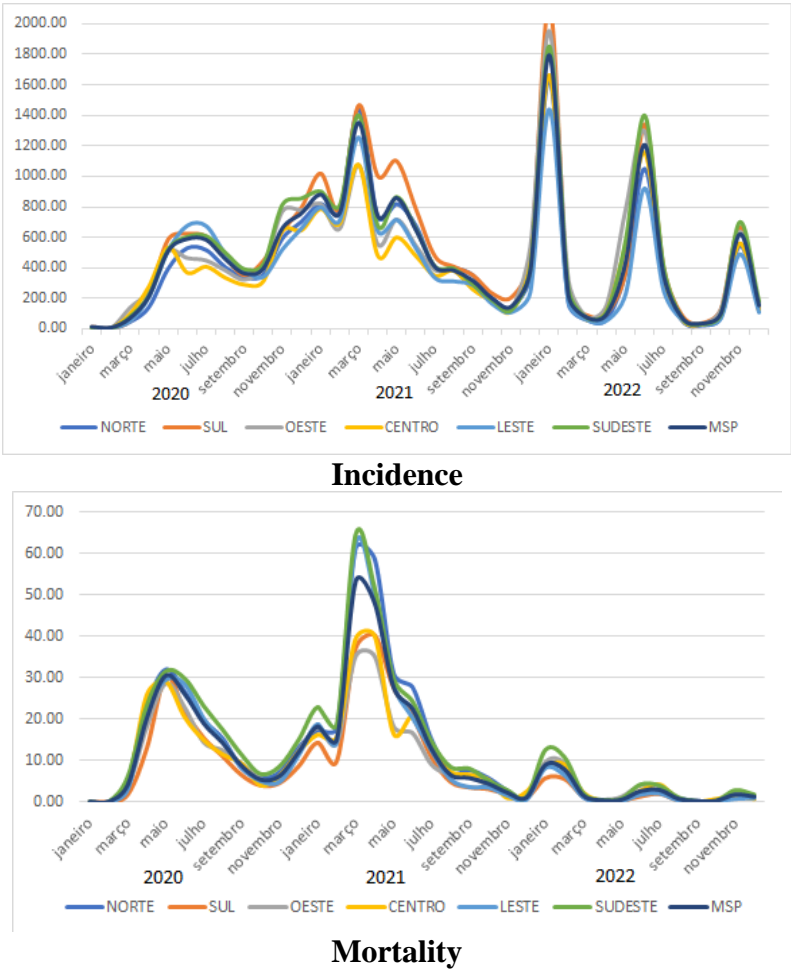 2000.00
1800.00
1600.00
1400.00
1200.00
1000.00
800.00
600.00
400.00
200.00
0.00
janeiro março maio julho setembro novembro janeiro março maio julho setembro novembro janeiro março maio julho setembro novembro
2020 2021 2022
NORTE SUL OESTE CENTRO LESTE SUDESTE MSP
Incidence
70.00
60.00
50.00
40.00
30.00
20.00
10.00
0.00
janeiro março maio julho setembro novembro janeiro março maio julho setembro novembro janeiro março maio julho setembro novembro
2020 2021 2022
NORTE SUL OESTE CENTRO LESTE SUDESTE MSP
Mortality